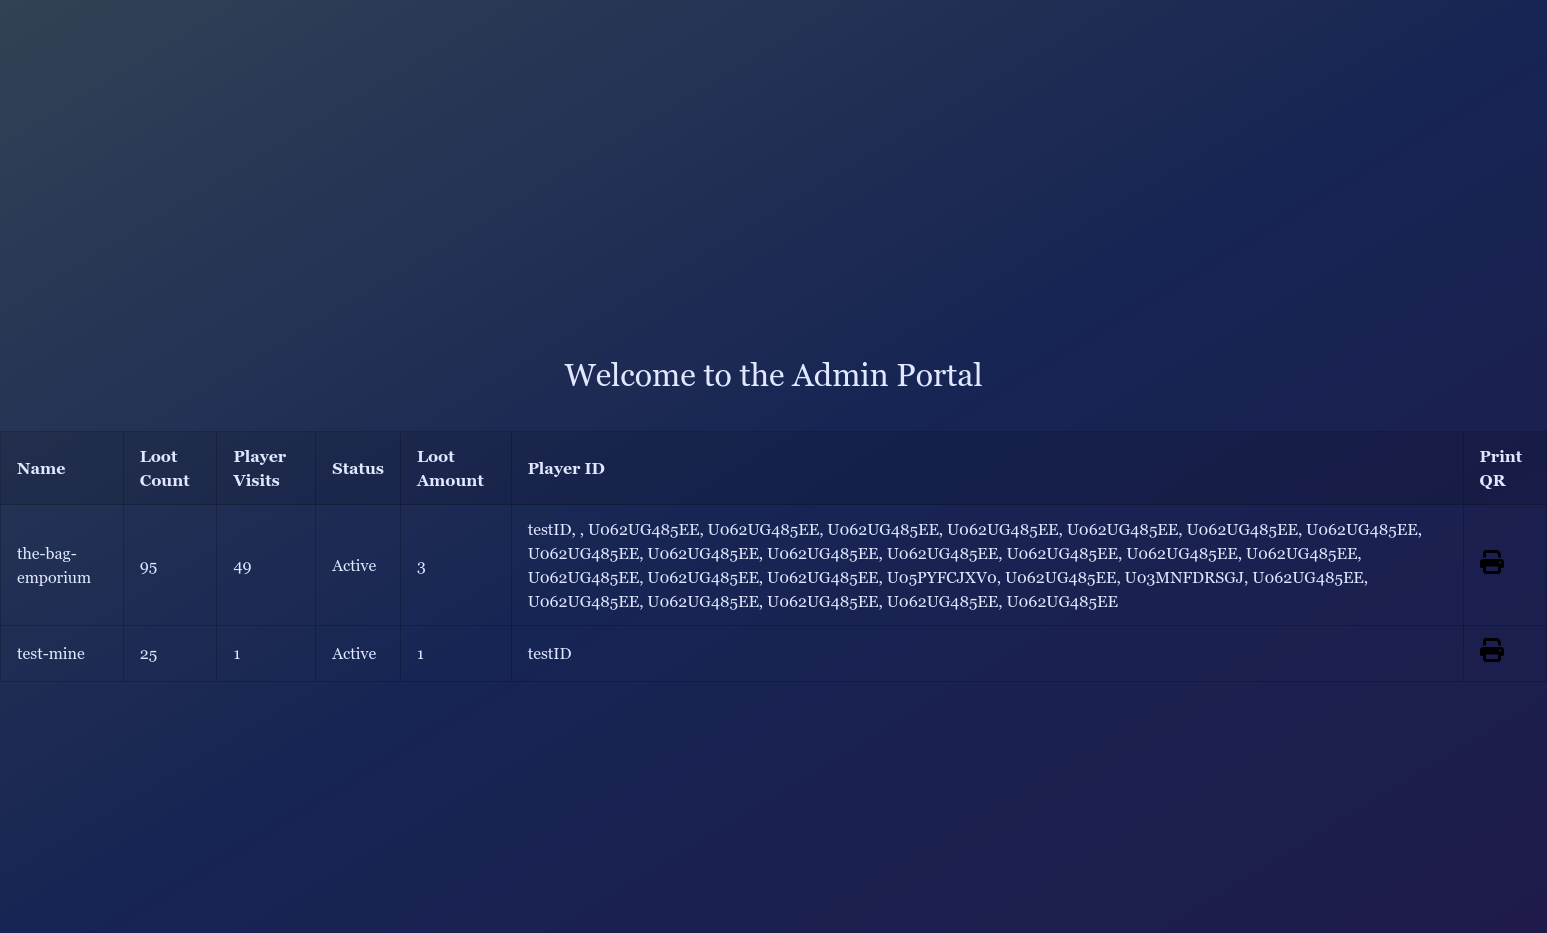 Welcome to the Admin Portal
Name
Loot
Count
Player
Visits
Status
Loot
Amount
Player ID
Print
QR
the-bag-
emporium
95
49
Active
3
testID, , U062UG485EE, U062UG485EE, U062UG485EE, U062UG485EE, U062UG485EE, U062UG485EE, U062UG485EE,
U062UG485EE, U062UG485EE, U062UG485EE, U062UG485EE, U062UG485EE, U062UG485EE, U062UG485EE,
U062UG485EE, U062UG485EE, U062UG485EE, U05PYFCJXV0, U062UG485EE, U03MNFDRSGJ, U062UG485EE,
U062UG485EE, U062UG485EE, U062UG485EE, U062UG485EE, U062UG485EE
test-mine
25
1
Active
1
testID